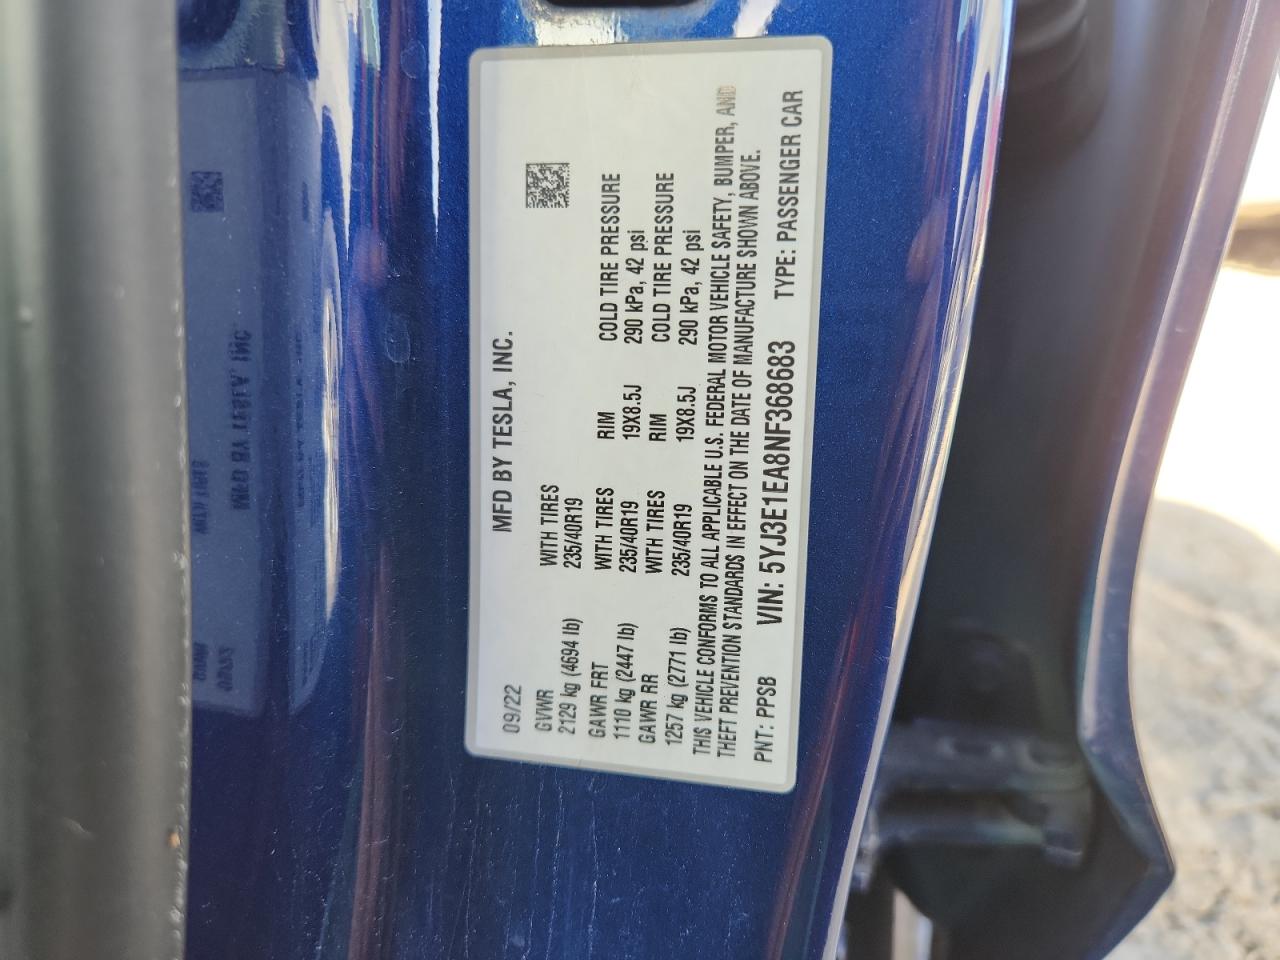 MFD BY TESLA, INC.
09/22
GVWR WITH TIRES
2129 kg (4694 lb) 235/40R19
GAWR FRT WITH TIRES RIM COLD TIRE PRESSURE
1110 kg (2447 lb) 235/40R19 19X8.5J 290 kPa, 42 psi
GAWR RR WITH TIRES RIM COLD TIRE PRESSURE
1257 kg (2771 lb) 235/40R19 19X8.5J 290 kPa, 42 psi
THIS VEHICLE CONFORMS TO ALL APPLICABLE U.S. FEDERAL MOTOR VEHICLE SAFETY, BUMPER, AND
THEFT PREVENTION STANDARDS IN EFFECT ON THE DATE OF MANUFACTURE SHOWN ABOVE.
PNT: PPSB VIN: 5YJ3E1EA8NF368683 TYPE: PASSENGER CAR